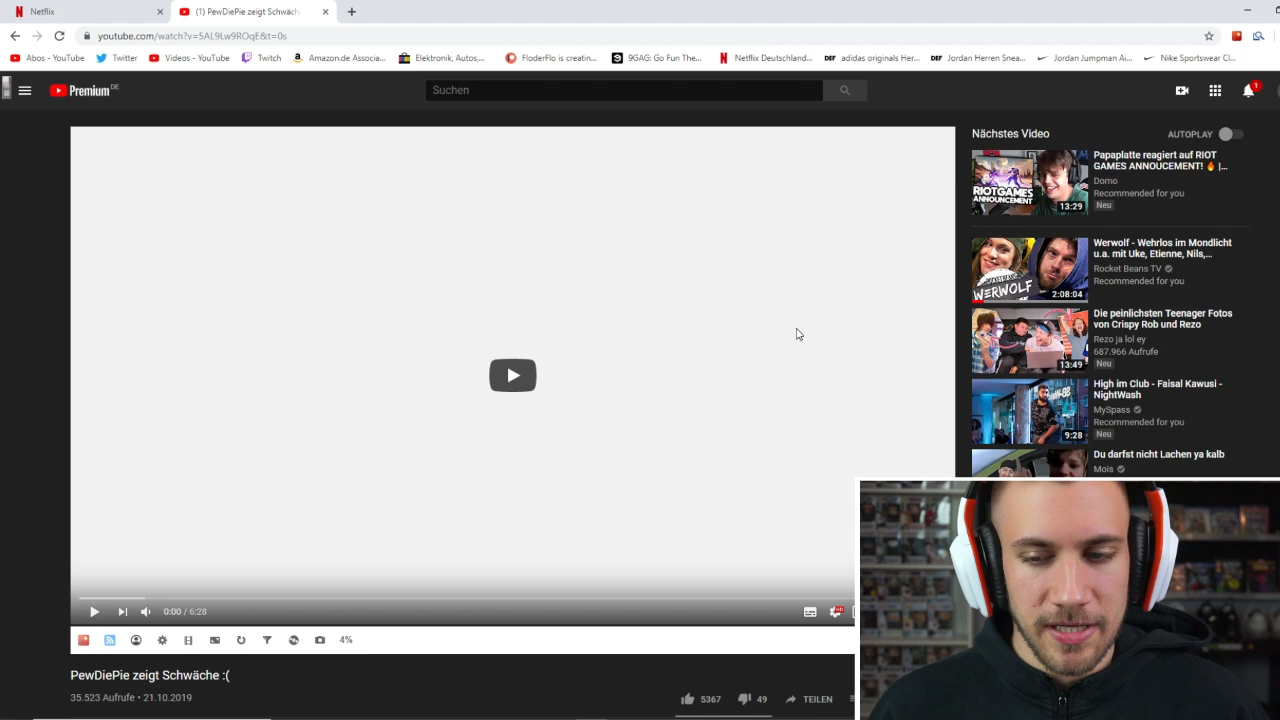 Netflix
(1) PewDiePie zeigt Schwäche
youtube.com/watch?v=5AL9Lw9ROqE&t=0s
Abos - YouTube
Twitter
Videos - YouTube
Twitch
Amazon.de Associa...
Elektronik, Autos,...
FloderFlo is creatin...
9GAG: Go Fun The...
Netflix Deutschland...
adidas originals Her...
Jordan Herren Snea...
Jordan Jumpman Ai...
Nike Sportswear Cl...
Premium DE
Suchen
1
Nächstes Video
AUTOPLAY
RIOT GAMES
ANNOUNCEMENT
13:29
Papaplatte reagiert auf RIOT
GAMES ANNOUCEMENT! 🔥 |...
Domo
Recommended for you
Neu
WERWOLF
2:08:04
Werwolf - Wehrlos im Mondlicht
u.a. mit Uke, Etienne, Nils,...
Rocket Beans TV
Recommended for you
13:49
Die peinlichsten Teenager Fotos
von Crispy Rob und Rezo
Rezo ja lol ey
687.966 Aufrufe
Neu
9:28
High im Club - Faisal Kawusi -
NightWash
MySpass
Recommended for you
Neu
Du darfst nicht Lachen ya kalb
Mois
0:00 / 6:28
HD
4%
PewDiePie zeigt Schwäche :(
35.523 Aufrufe • 21.10.2019
5367
49
TEILEN